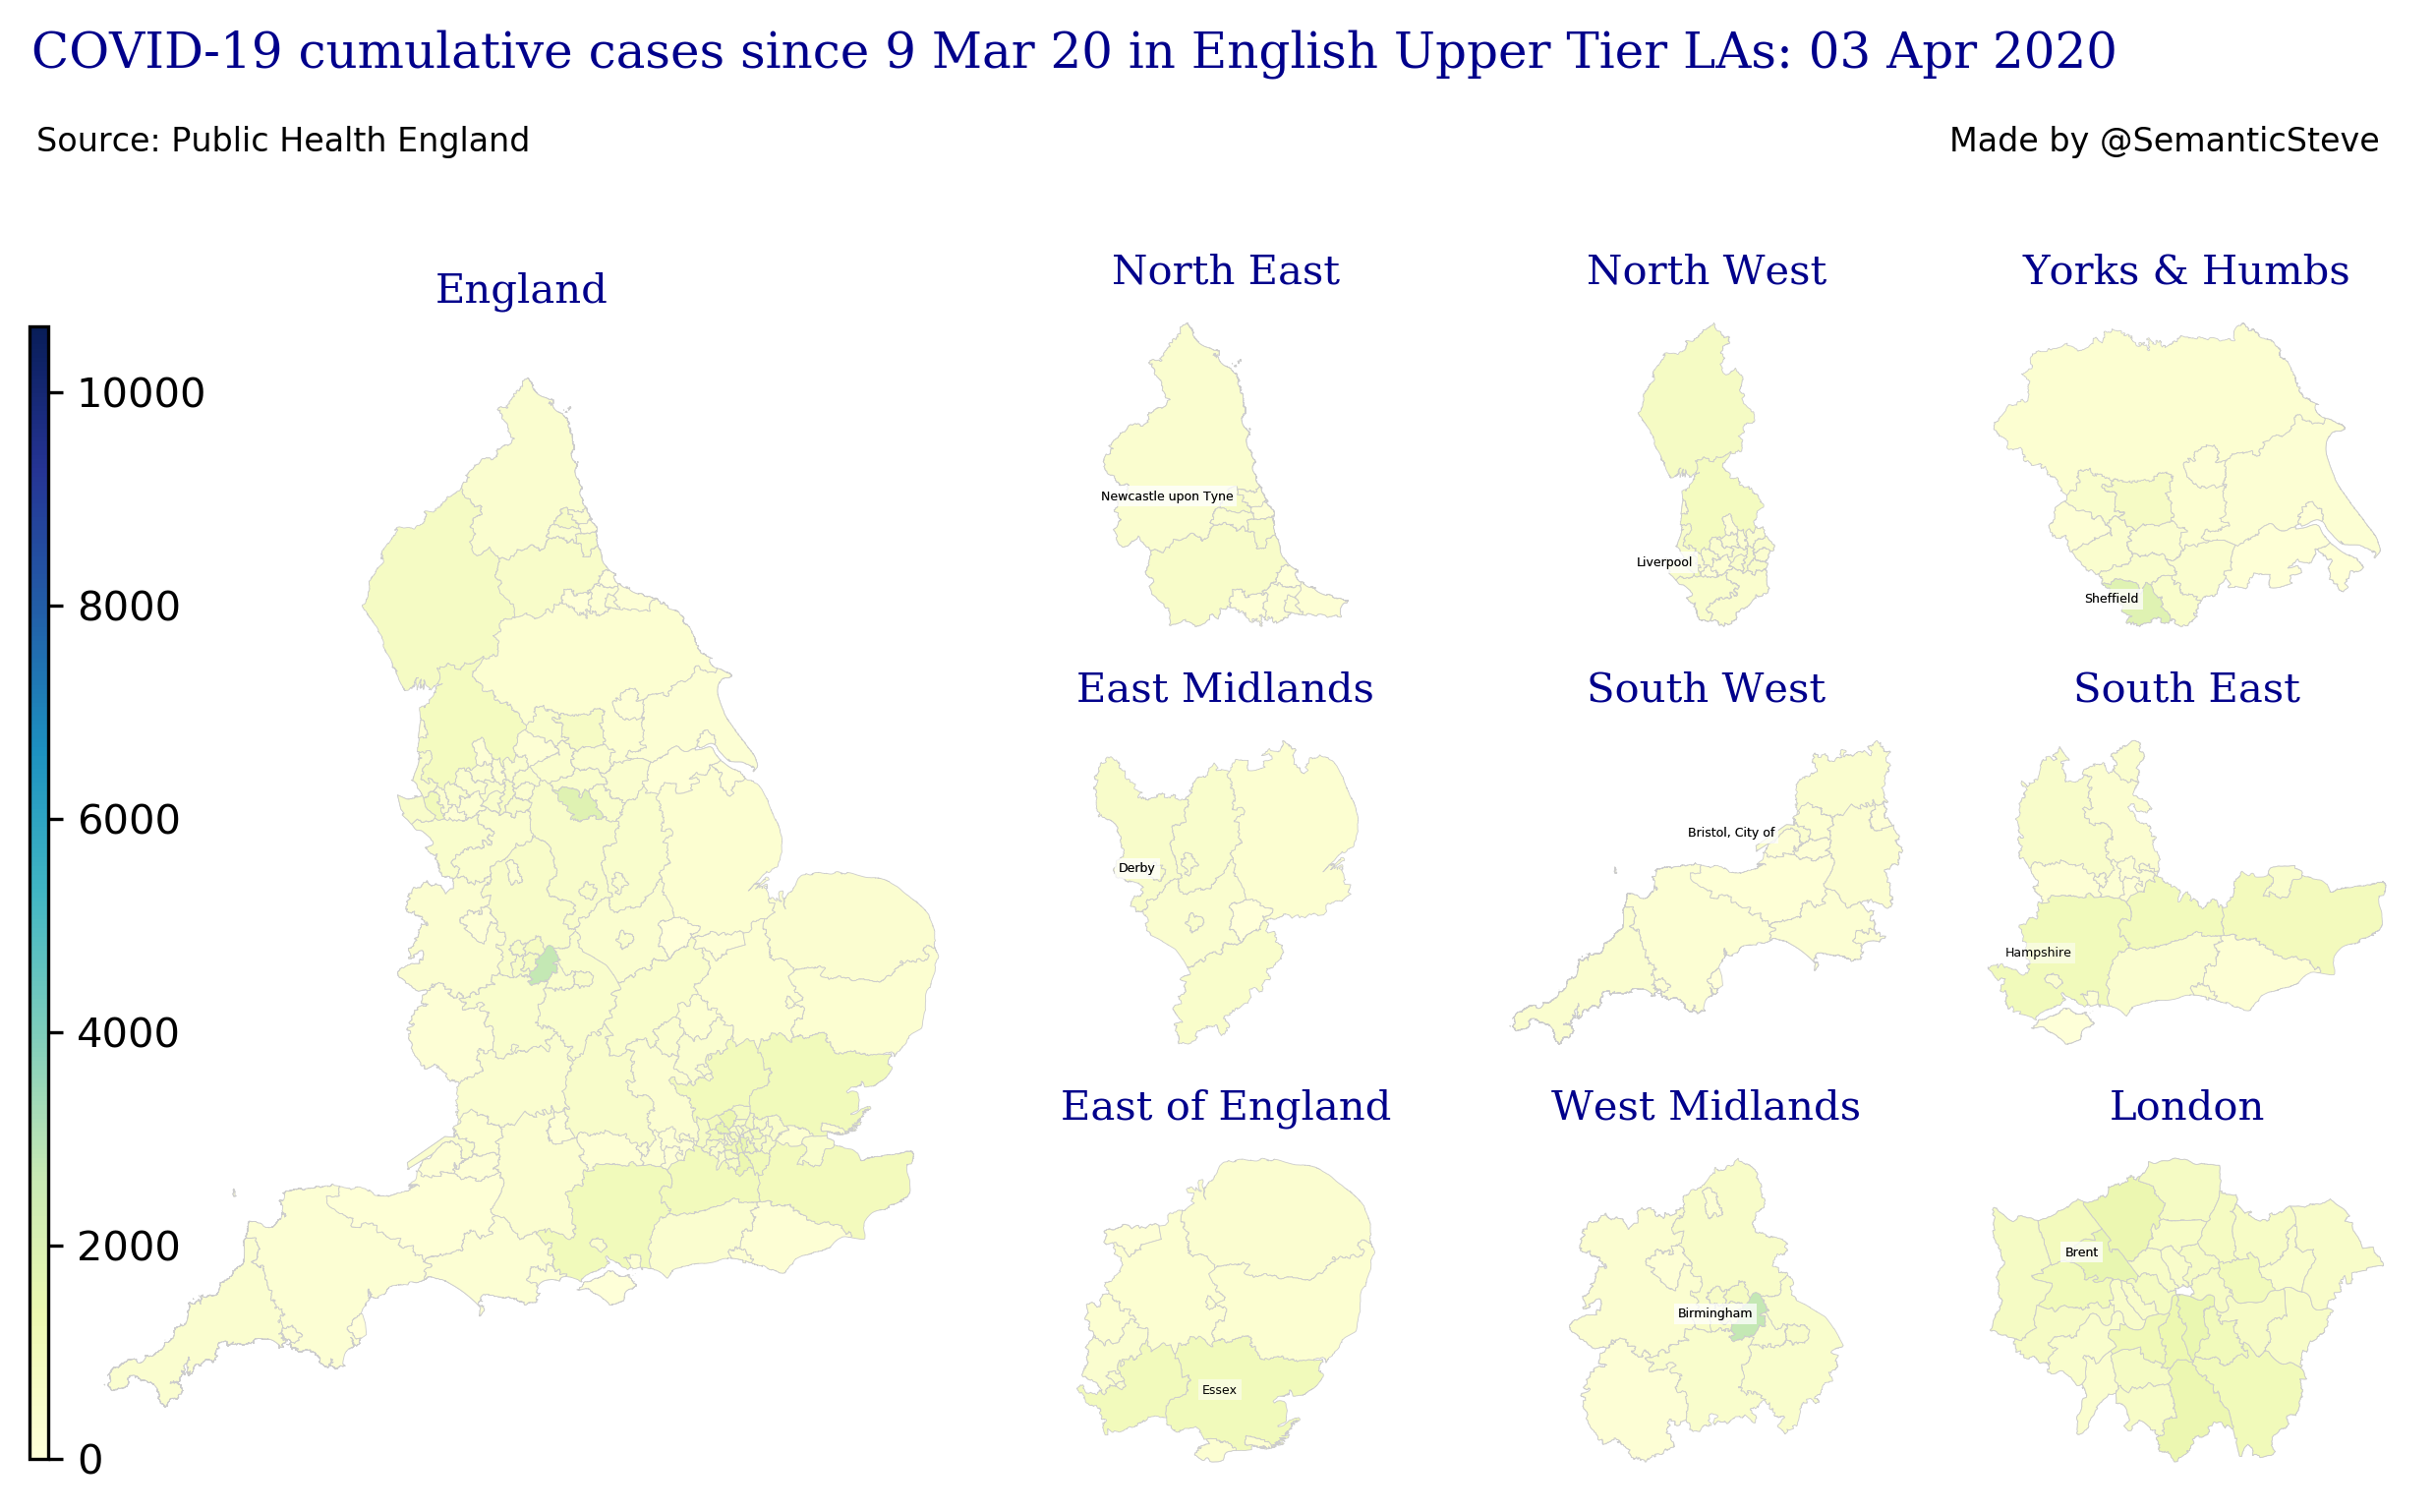 COVID-19 cumulative cases since 9 Mar 20 in English Upper Tier LAs: 03 Apr 2020
Source: Public Health England
Made by @SemanticSteve
England
10000
8000
6000
4000
2000
0
North East
Newcastle upon Tyne
North West
Liverpool
Yorks & Humbs
Sheffield
East Midlands
Derby
South West
Bristol, City of
South East
Hampshire
East of England
Essex
West Midlands
Birmingham
London
Brent